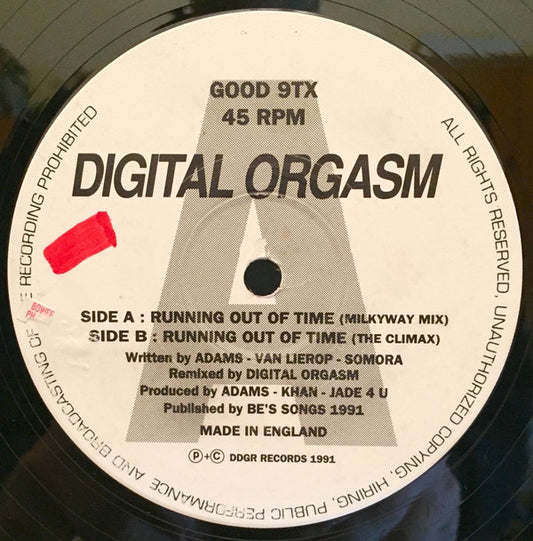 GOOD 9TX
45 RPM
DIGITAL ORGASM
SIDE A : RUNNING OUT OF TIME (MILKYWAY MIX)
SIDE B : RUNNING OUT OF TIME (THE CLIMAX)
Written by ADAMS - VAN LIEROP - SOMORA
Remixed by DIGITAL ORGASM
Produced by ADAMS - KHAN - JADE 4 U
Published by BE'S SONGS 1991
MADE IN ENGLAND
Ⓟ+Ⓒ DDGR RECORDS 1991
A
ALL RIGHTS RESERVED, UNAUTHORIZED COPYING, HIRING, PUBLIC PERFORMANCE AND BROADCASTING OF RECORDING PROHIBITED